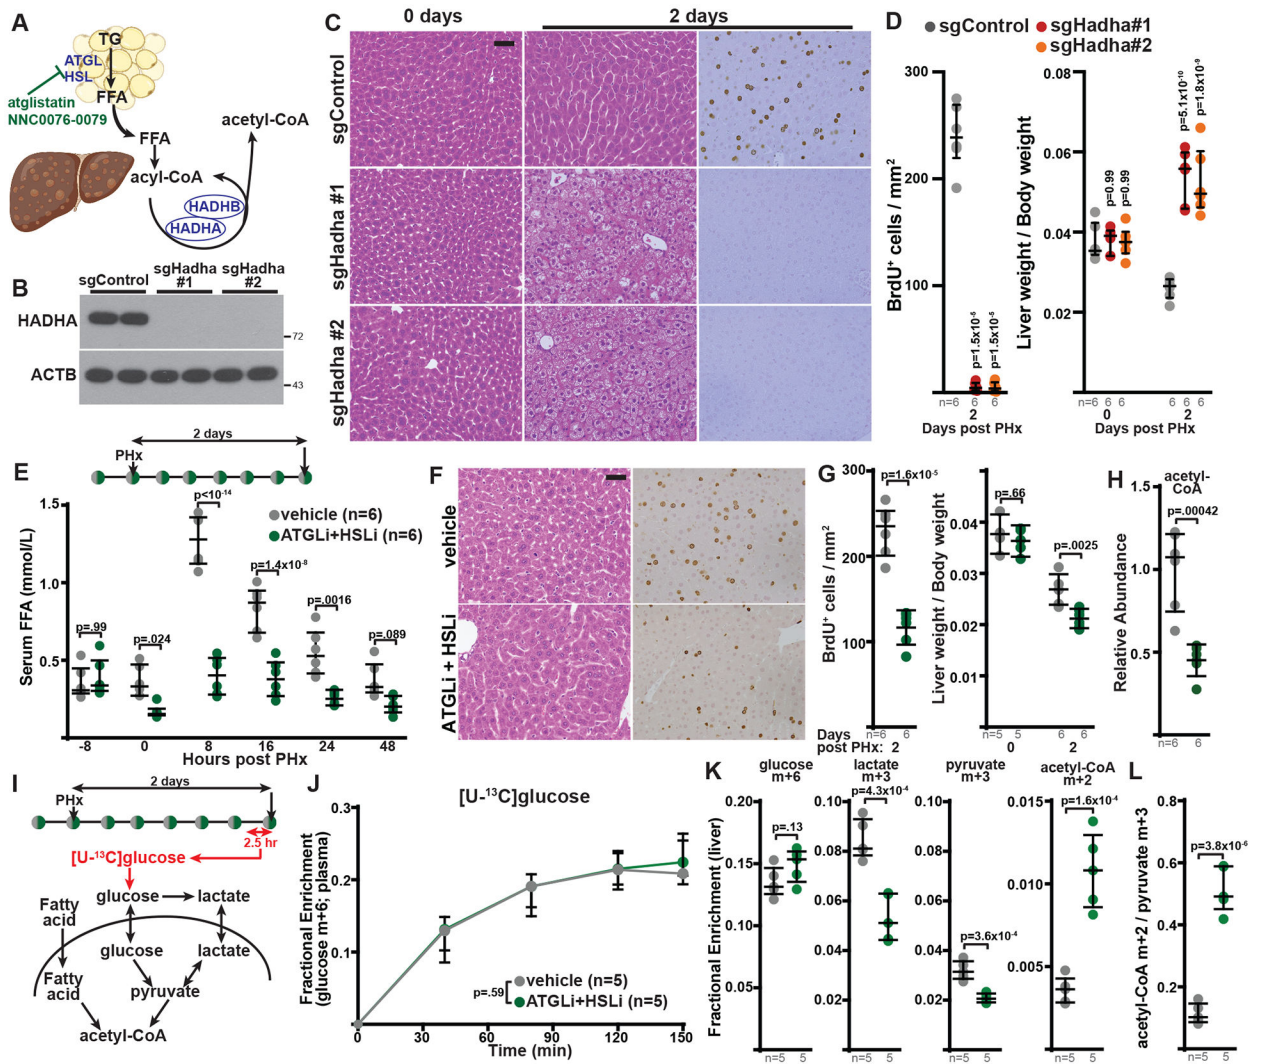 A
TG
ATGL
HSL
FFA
atglistatin
NNC0076-0079
FFA
acetyl-CoA
acyl-CoA
HADHB
HADHA
B
sgControl
sgHadha
#1
sgHadha
#2
HADHA
72
ACTB
43
C
0 days
2 days
sgControl
sgHadha #1
sgHadha #2
D
sgControl
sgHadha#1
sgHadha#2
BrdU⁺ cells / mm²
300
200
100
p=1.5x10⁻⁵
p=1.5x10⁻⁵
n=6 6 6
2
Days post PHx
Liver weight / Body weight
0.08
0.06
0.04
0.02
p=0.99
p=0.99
p=5.1x10⁻¹⁰
p=1.8x10⁻⁹
n=6 6 6 6 6 6
0 2
Days post PHx
E
2 days
PHx
Serum FFA (mmol/L)
1.5
1.0
0.5
vehicle (n=6)
ATGLi+HSLi (n=6)
p=.99
p=.024
p<10⁻¹⁴
p=1.4x10⁻⁸
p=.0016
p=.089
-8 0 8 16 24 48
Hours post PHx
F
vehicle
ATGLi + HSLi
G
BrdU⁺ cells / mm²
300
200
100
p=1.6x10⁻⁵
n=6 6
Days
post PHx: 2
Liver weight / Body weight
0.04
0.03
0.02
0.01
p=.66
p=.0025
n=5 5 6 6
0 2
H
acetyl-
CoA
Relative Abundance
1.5
1.0
0.5
p=.00042
n=6 6
I
2 days
PHx
2.5 hr
[U-¹³C]glucose
glucose
lactate
Fatty
acid
glucose
lactate
Fatty
acid
pyruvate
acetyl-CoA
J
[U-¹³C]glucose
Fractional Enrichment
(glucose m+6; plasma)
0.3
0.2
0.1
0
p=.59
vehicle (n=5)
ATGLi+HSLi (n=5)
0 30 60 90 120 150
Time (min)
K
Fractional Enrichment (liver)
glucose
m+6
0.20
0.15
0.10
0.05
p=.13
n=5 5
lactate
m+3
0.10
0.08
0.06
0.04
0.02
p=4.3x10⁻⁴
n=5 5
pyruvate
m+3
0.10
0.08
0.06
0.04
0.02
p=3.6x10⁻⁴
n=5 5
acetyl-CoA
m+2
0.015
0.010
0.005
p=1.6x10⁻⁴
n=5 5
L
acetyl-CoA m+2 / pyruvate m+3
0.8
0.6
0.4
0.2
p=3.8x10⁻⁶
n=5 5